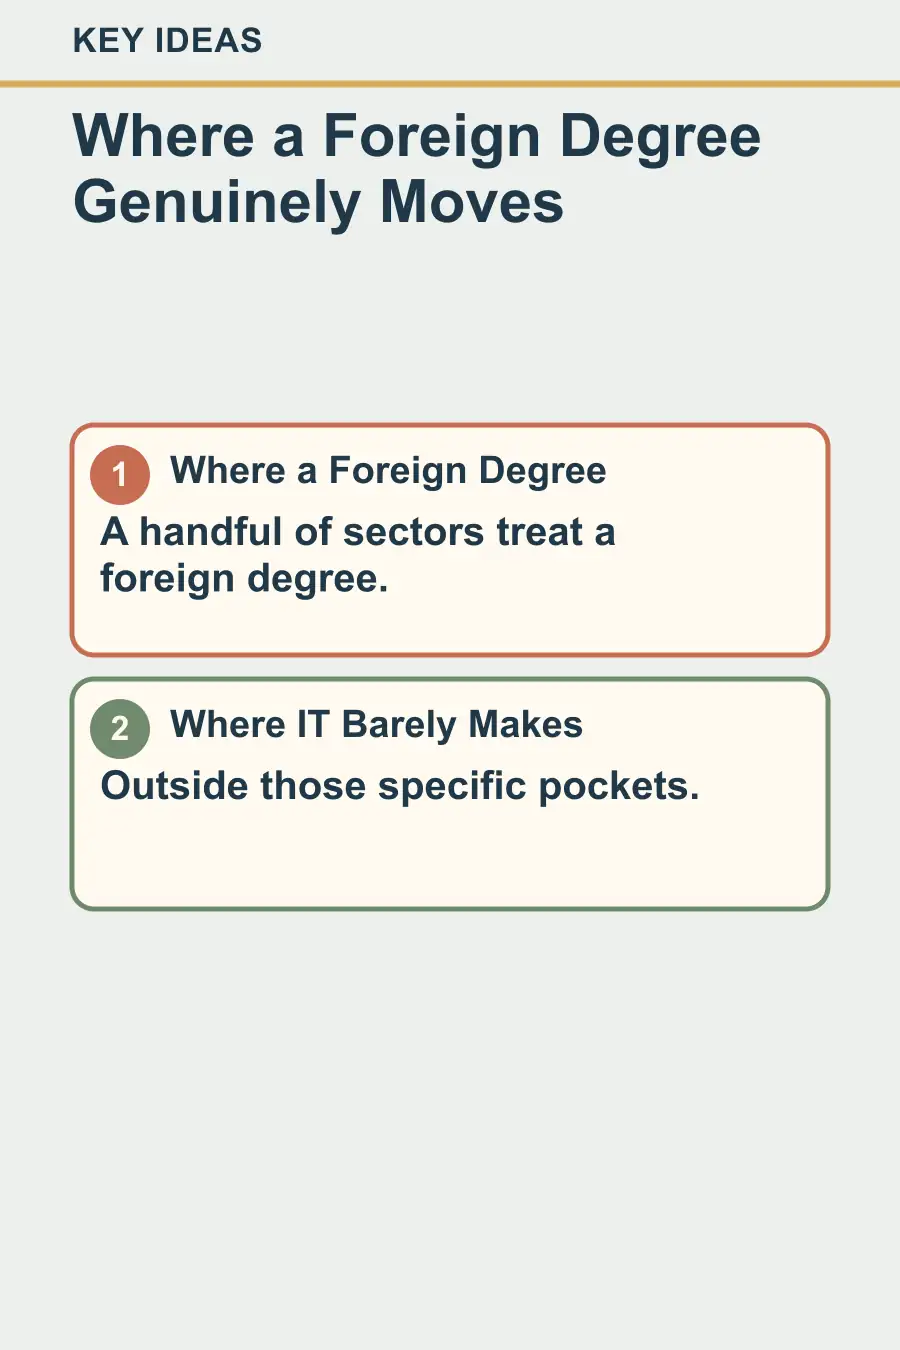 KEY IDEAS
Where a Foreign Degree
Genuinely Moves
1 Where a Foreign Degree
A handful of sectors treat a
foreign degree.
2 Where IT Barely Makes
Outside those specific pockets.